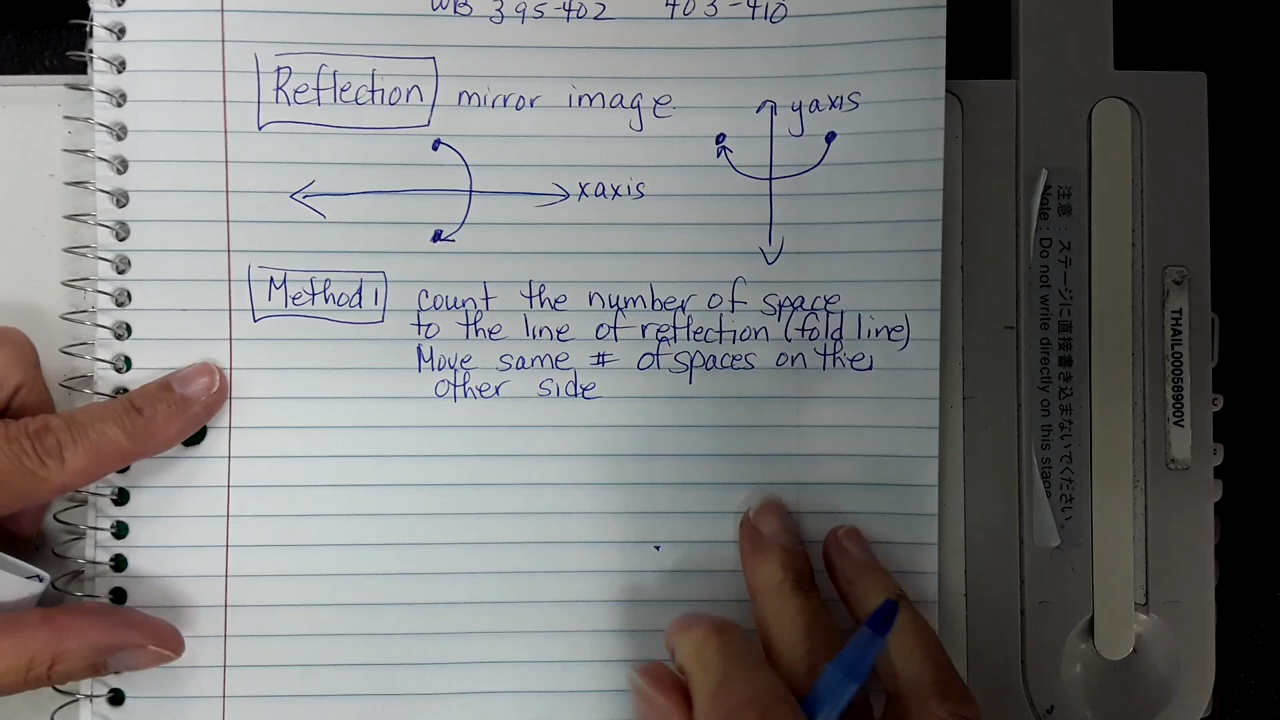 WB 395-402 403-410
Reflection mirror image
yaxis
xaxis
Method 1 count the number of space
to the line of reflection (fold line)
Move same # of spaces on the
other side
注意:ステージに直接書き込まないでください。
Note : Do not write directly on this stage
THAIL00058900V